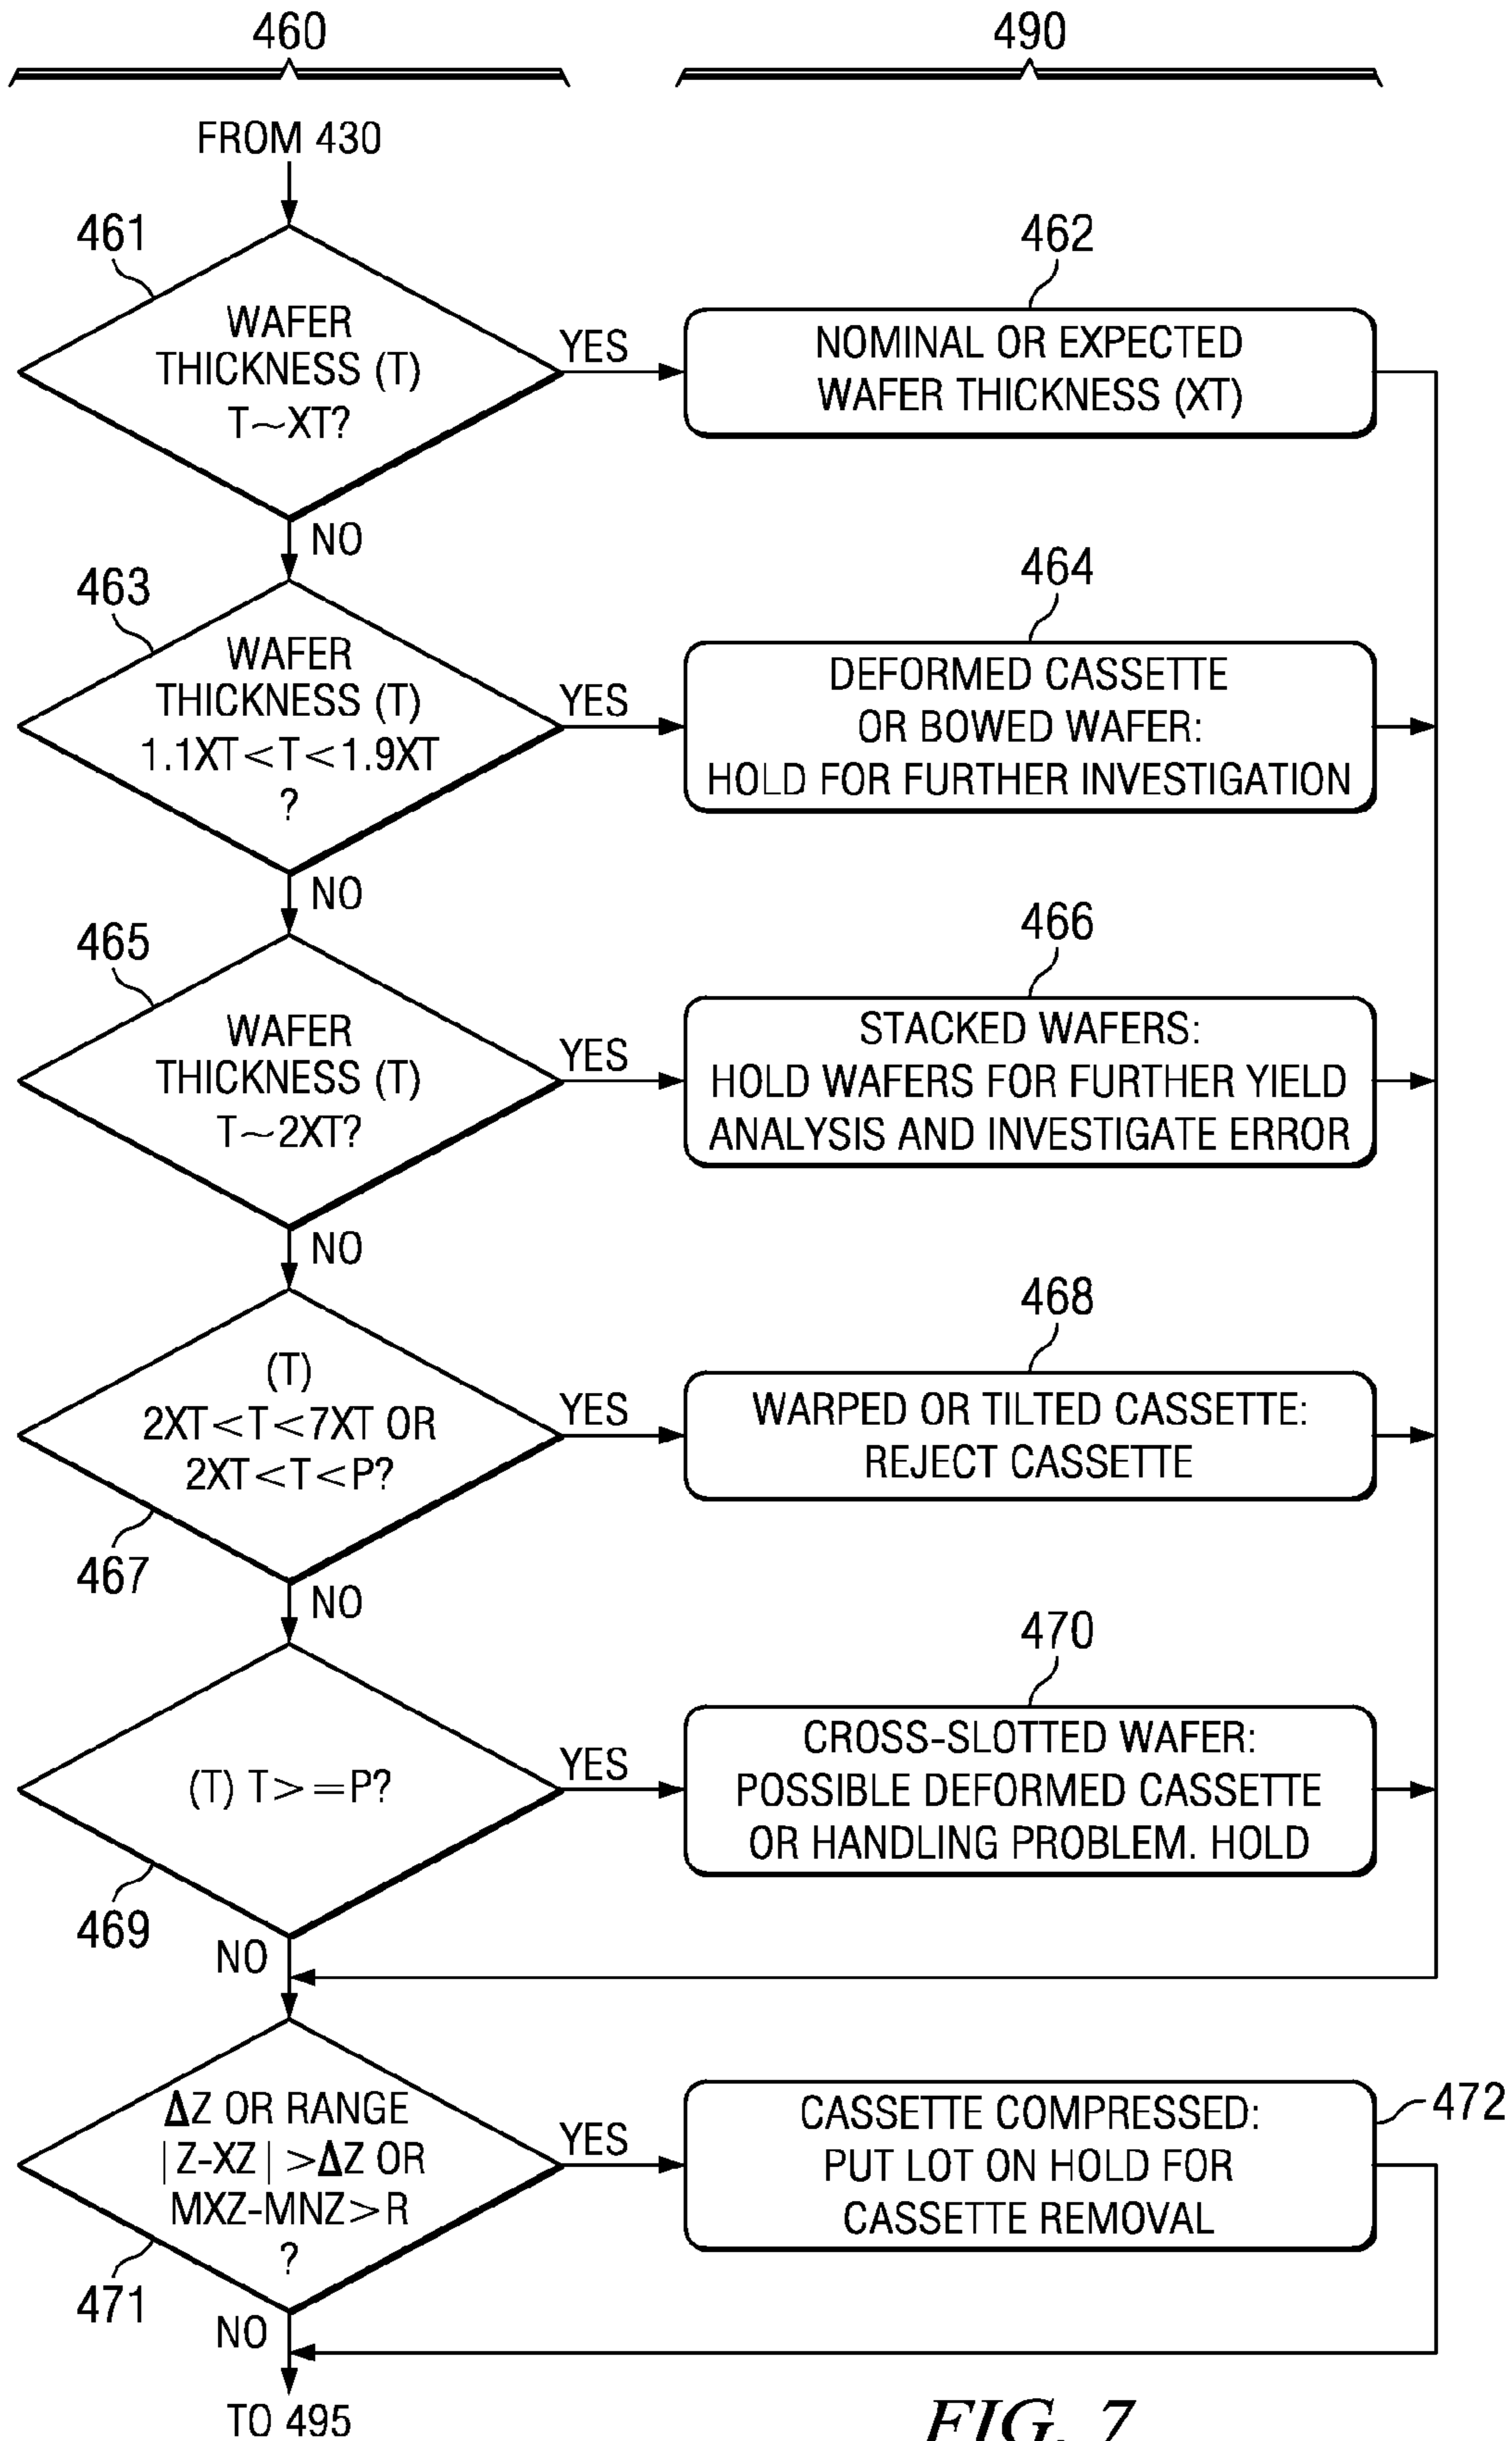 460
490
FROM 430
461
WAFER
THICKNESS (T)
T~XT?
YES
462
NOMINAL OR EXPECTED
WAFER THICKNESS (XT)
NO
463
WAFER
THICKNESS (T)
1.1XT<T<1.9XT
?
YES
464
DEFORMED CASSETTE
OR BOWED WAFER:
HOLD FOR FURTHER INVESTIGATION
NO
465
WAFER
THICKNESS (T)
T~2XT?
YES
466
STACKED WAFERS:
HOLD WAFERS FOR FURTHER YIELD
ANALYSIS AND INVESTIGATE ERROR
NO
(T)
2XT<T<7XT OR
2XT<T<P?
467
YES
468
WARPED OR TILTED CASSETTE:
REJECT CASSETTE
NO
(T) T>=P?
469
YES
470
CROSS-SLOTTED WAFER:
POSSIBLE DEFORMED CASSETTE
OR HANDLING PROBLEM. HOLD
NO
ΔZ OR RANGE
|Z-XZ| >ΔZ OR
MXZ-MNZ>R
?
471
YES
472
CASSETTE COMPRESSED:
PUT LOT ON HOLD FOR
CASSETTE REMOVAL
NO
TO 495
FIG. 7